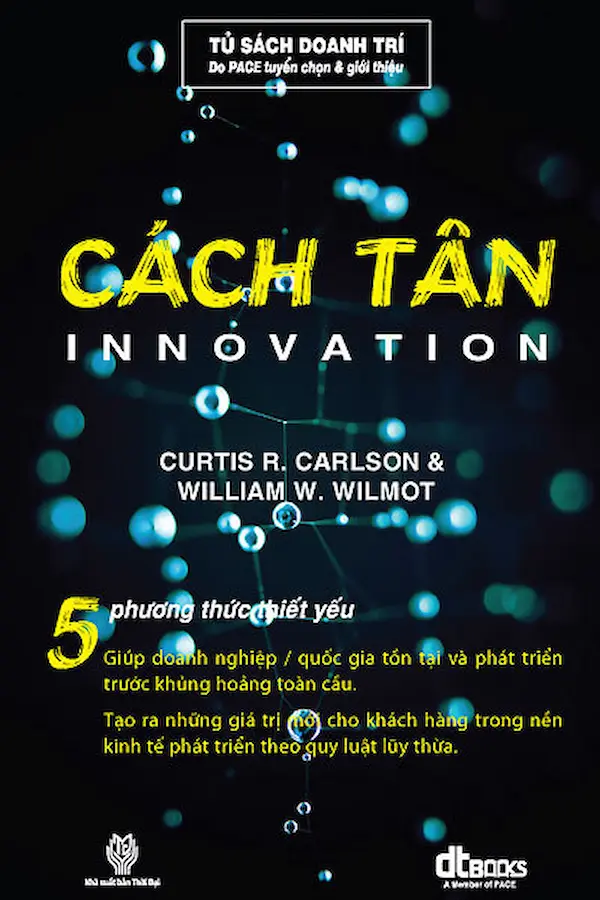 TỦ SÁCH DOANH TRÍ
Do PACE tuyển chọn & giới thiệu
CÁCH TÂN
INNOVATION
CURTIS R. CARLSON &
WILLIAM W. WILMOT
5 phương thức thiết yếu
Giúp doanh nghiệp / quốc gia tồn tại và phát triển
trước khủng hoảng toàn cầu.
Tạo ra những giá trị mới cho khách hàng trong nền
kinh tế phát triển theo quy luật lũy thừa.
Nhà xuất bản Thời Đại
dtBOOKS
A Member of PACE